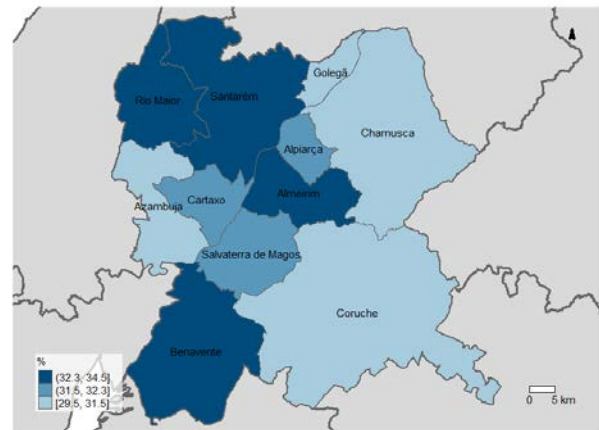 Golegã
Rio Maior
Santarém
Chamusca
Alpiarça
Almeirim
Azambuja
Cartaxo
Salvaterra de Magos
Coruche
Benavente
%
(32.3, 34.5]
(31.5, 32.3]
[29.5, 31.5]
0 5 km